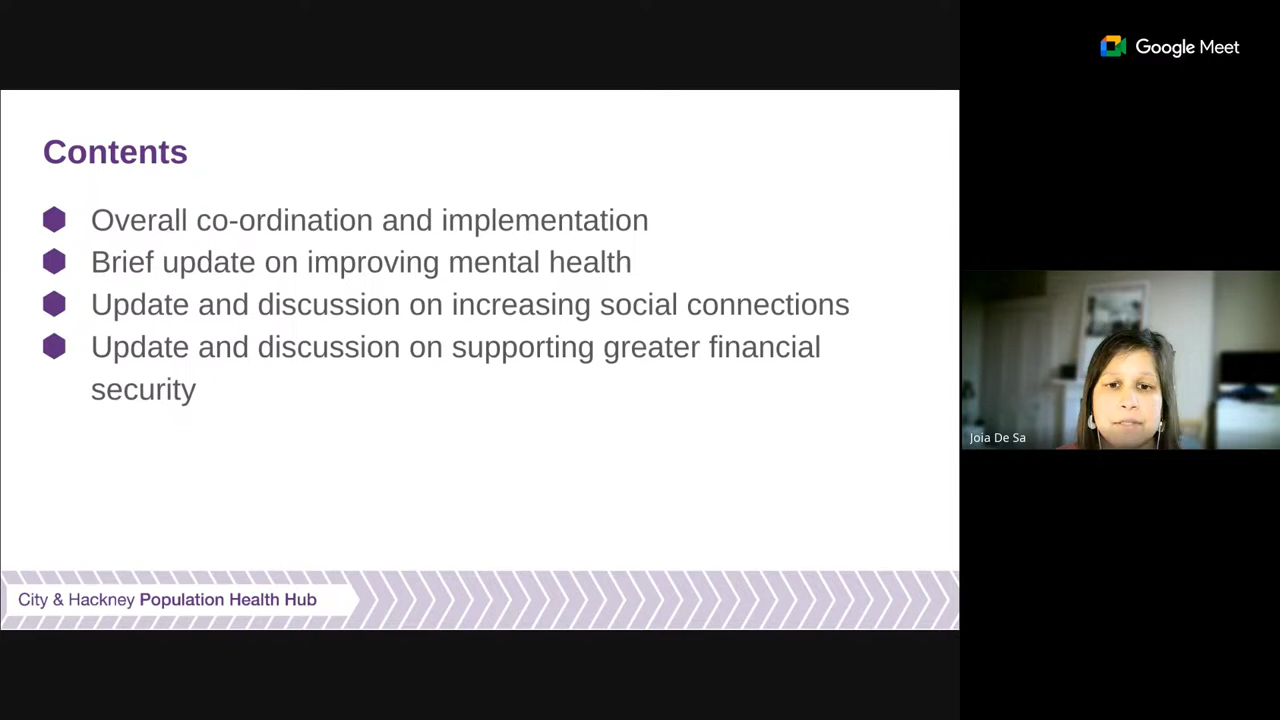 Google Meet
Contents
Overall co-ordination and implementation
Brief update on improving mental health
Update and discussion on increasing social connections
Update and discussion on supporting greater financial
security
Joia De Sa
City & Hackney Population Health Hub